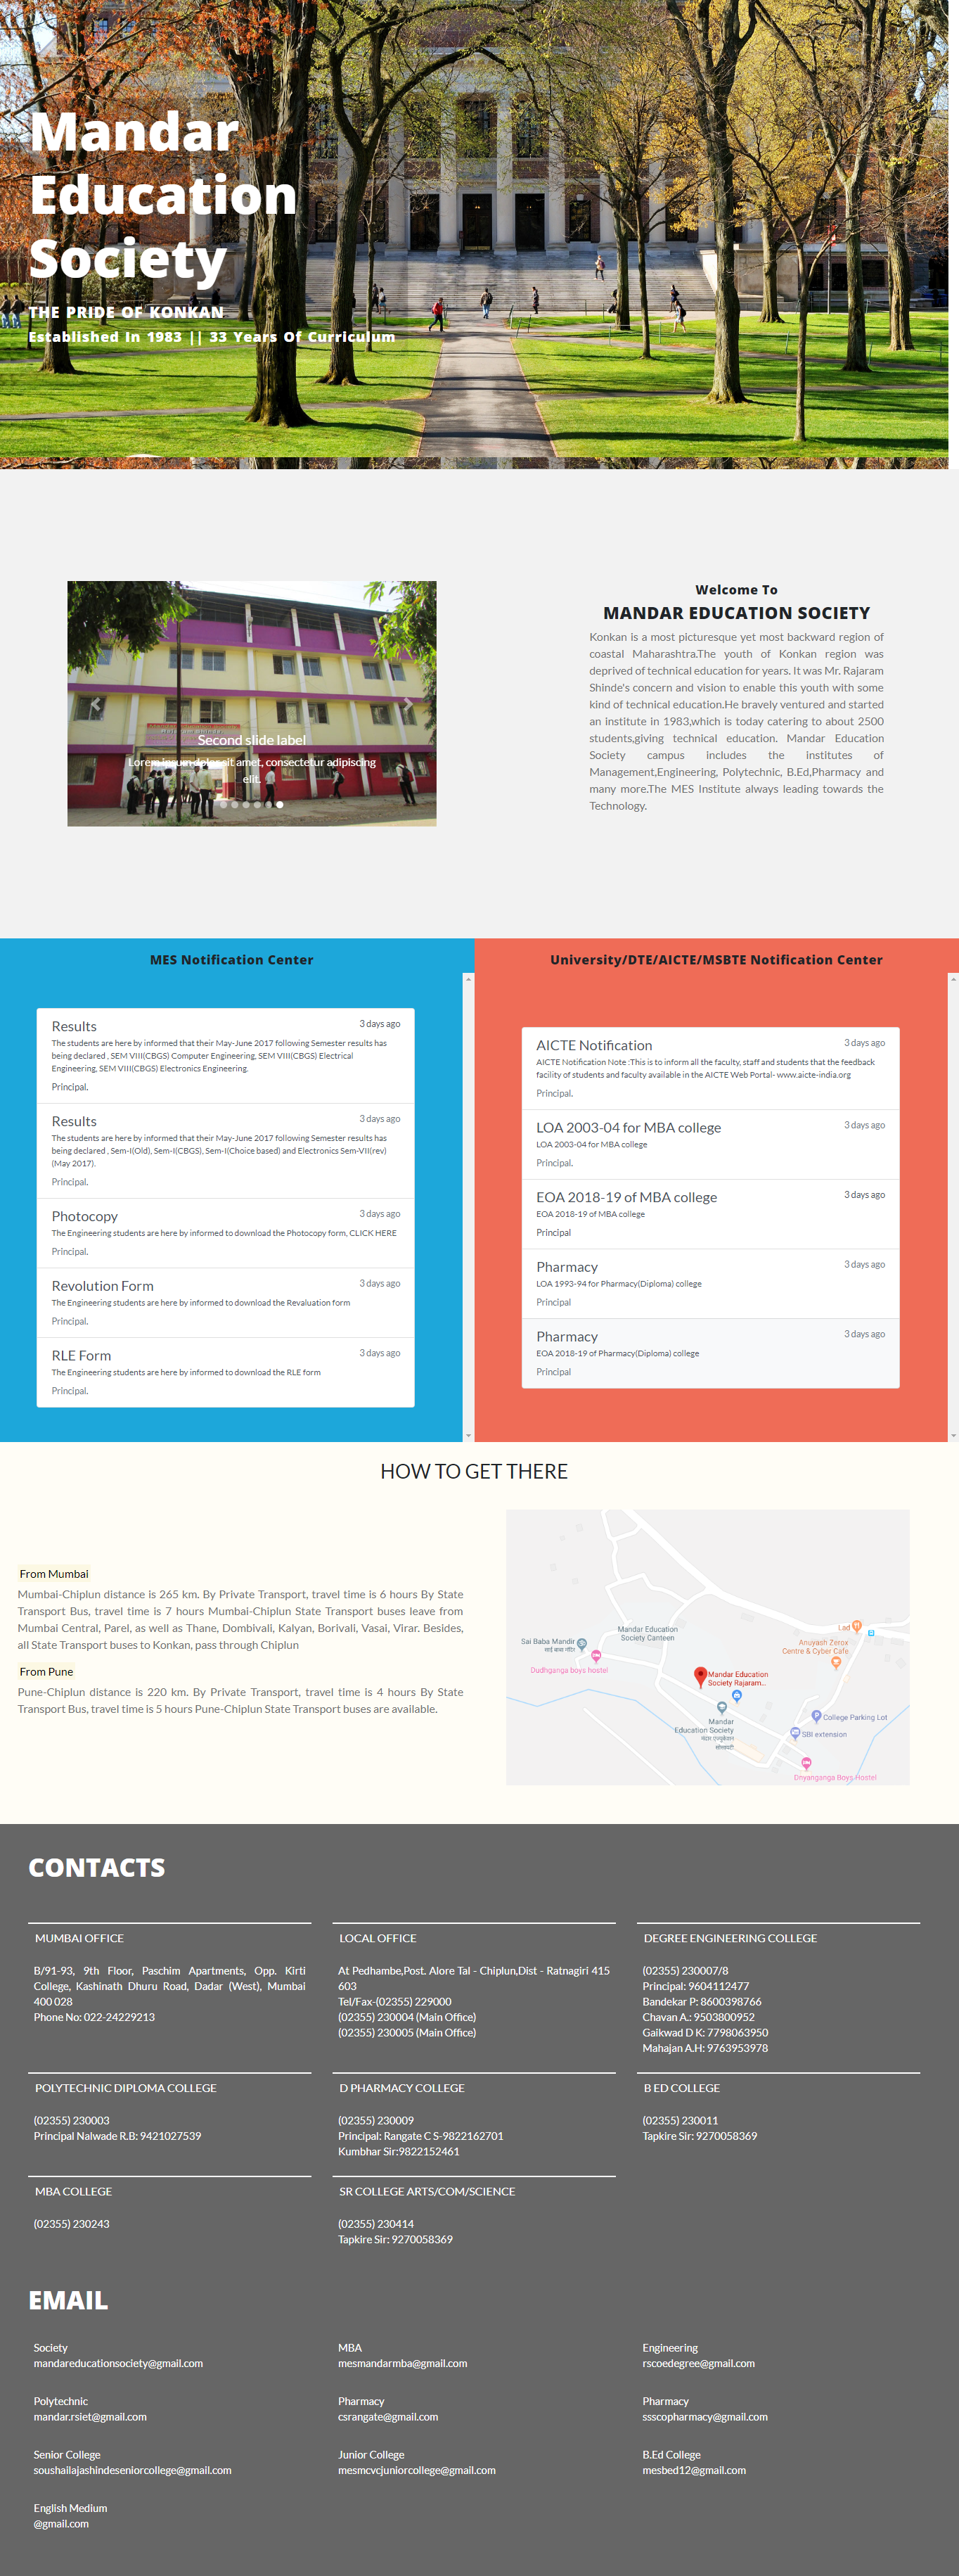 Mandar
Education
Society
THE PRIDE OF KONKAN
Established In 1983 || 33 Years Of Curriculum
Second slide label
Lorem ipsum dolor sit amet, consectetur adipiscing
elit.
Welcome To
MANDAR EDUCATION SOCIETY
Konkan is a most picturesque yet most backward region of
coastal Maharashtra.The youth of Konkan region was
deprived of technical education for years. It was Mr. Rajaram
Shinde's concern and vision to enable this youth with some
kind of technical education.He bravely ventured and started
an institute in 1983,which is today catering to about 2500
students,giving technical education. Mandar Education
Society campus includes the institutes of
Management,Engineering, Polytechnic, B.Ed,Pharmacy and
many more.The MES Institute always leading towards the
Technology.
MES Notification Center
Results
3 days ago
The students are here by informed that their May-June 2017 following Semester results has
being declared , SEM VIII(CBGS) Computer Engineering, SEM VIII(CBGS) Electrical
Engineering, SEM VIII(CBGS) Electronics Engineering.
Principal.
Results
3 days ago
The students are here by informed that their May-June 2017 following Semester results has
being declared , Sem-I(Old), Sem-I(CBGS), Sem-I(Choice based) and Electronics Sem-VII(rev)
(May 2017).
Principal.
Photocopy
3 days ago
The Engineering students are here by informed to download the Photocopy form, CLICK HERE
Principal.
Revolution Form
3 days ago
The Engineering students are here by informed to download the Revaluation form
Principal.
RLE Form
3 days ago
The Engineering students are here by informed to download the RLE form
Principal.
University/DTE/AICTE/MSBTE Notification Center
AICTE Notification
3 days ago
AICTE Notification Note :This is to inform all the faculty, staff and students that the feedback
facility of students and faculty available in the AICTE Web Portal- www.aicte-india.org
Principal.
LOA 2003-04 for MBA college
3 days ago
LOA 2003-04 for MBA college
Principal.
EOA 2018-19 of MBA college
3 days ago
EOA 2018-19 of MBA college
Principal
Pharmacy
3 days ago
LOA 1993-94 for Pharmacy(Diploma) college
Principal
Pharmacy
3 days ago
EOA 2018-19 of Pharmacy(Diploma) college
Principal
HOW TO GET THERE
From Mumbai
Mumbai-Chiplun distance is 265 km. By Private Transport, travel time is 6 hours By State
Transport Bus, travel time is 7 hours Mumbai-Chiplun State Transport buses leave from
Mumbai Central, Parel, as well as Thane, Dombivali, Kalyan, Borivali, Vasai, Virar. Besides,
all State Transport buses to Konkan, pass through Chiplun
From Pune
Pune-Chiplun distance is 220 km. By Private Transport, travel time is 4 hours By State
Transport Bus, travel time is 5 hours Pune-Chiplun State Transport buses are available.
Lad
Mandar Education
Society Canteen
Sai Baba Mandir
साई बाबा मंदिर
Anuyash Zerox
Centre & Cyber Cafe
Dudhganga boys hostel
Mandar Education
Society Rajaram...
College Parking Lot
Mandar
Education Society
मंदार एज्युकेशन
सोसायटी
SBI extension
Dnyanganga Boys Hostel
CONTACTS
MUMBAI OFFICE
B/91-93, 9th Floor, Paschim Apartments, Opp. Kirti
College, Kashinath Dhuru Road, Dadar (West), Mumbai
400 028
Phone No: 022-24229213
LOCAL OFFICE
At Pedhambe,Post. Alore Tal - Chiplun,Dist - Ratnagiri 415
603
Tel/Fax-(02355) 229000
(02355) 230004 (Main Office)
(02355) 230005 (Main Office)
DEGREE ENGINEERING COLLEGE
(02355) 230007/8
Principal: 9604112477
Bandekar P: 8600398766
Chavan A.: 9503800952
Gaikwad D K: 7798063950
Mahajan A.H: 9763953978
POLYTECHNIC DIPLOMA COLLEGE
(02355) 230003
Principal Nalwade R.B: 9421027539
D PHARMACY COLLEGE
(02355) 230009
Principal: Rangate C S-9822162701
Kumbhar Sir:9822152461
B ED COLLEGE
(02355) 230011
Tapkire Sir: 9270058369
MBA COLLEGE
(02355) 230243
SR COLLEGE ARTS/COM/SCIENCE
(02355) 230414
Tapkire Sir: 9270058369
EMAIL
Society
mandareducationsociety@gmail.com
MBA
mesmandarmba@gmail.com
Engineering
rscoedegree@gmail.com
Polytechnic
mandar.rsiet@gmail.com
Pharmacy
csrangate@gmail.com
Pharmacy
ssscopharmacy@gmail.com
Senior College
soushailajashindeseniorcollege@gmail.com
Junior College
mesmcvcjuniorcollege@gmail.com
B.Ed College
mesbed12@gmail.com
English Medium
@gmail.com